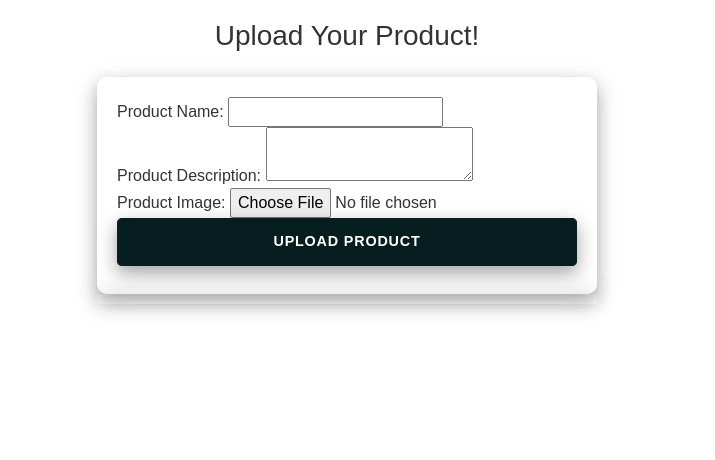 Upload Your Product!
Product Name:
Product Description:
Product Image: Choose File No file chosen
UPLOAD PRODUCT